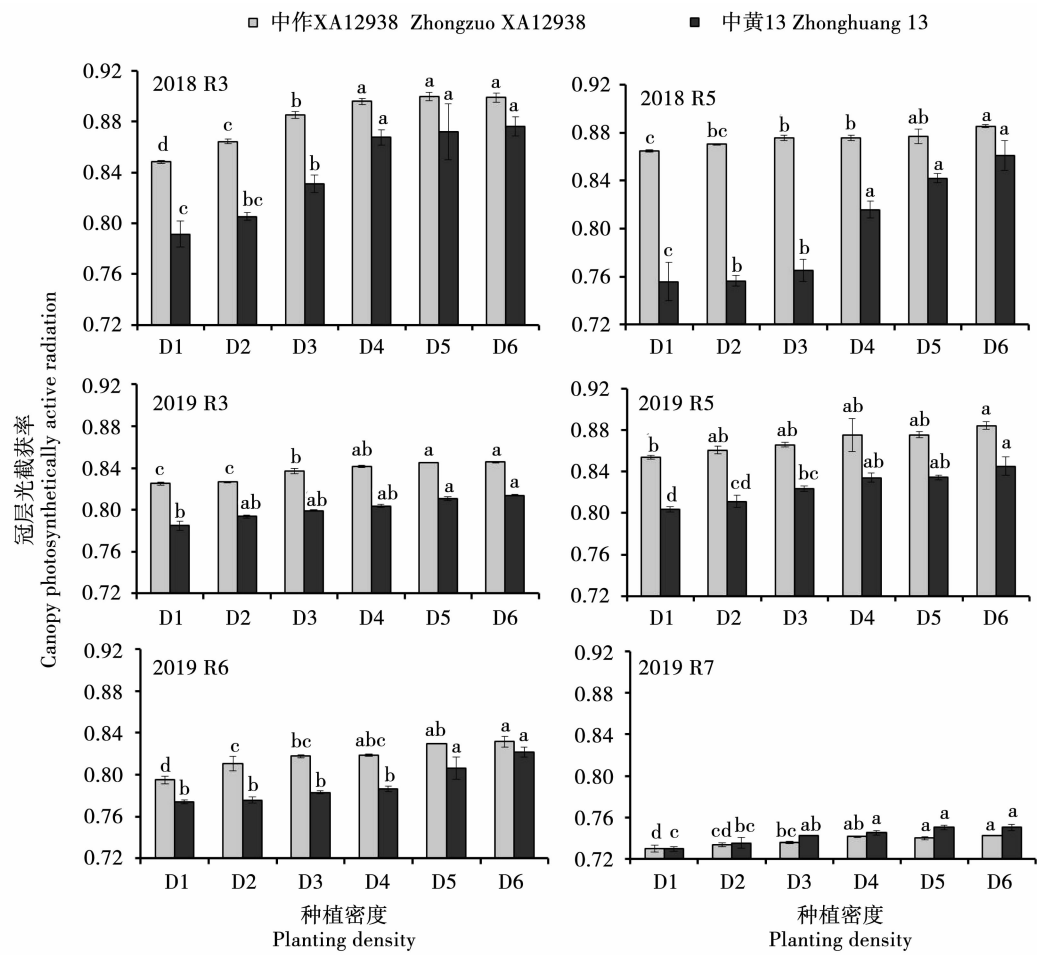 中作XA12938 Zhongzuo XA12938 中黄13 Zhonghuang 13
冠层光截获率
Canopy photosynthetically active radiation
2018 R3
0.92
0.88
0.84
0.80
0.76
0.72
d c b a a a
c bc b a a a
D1 D2 D3 D4 D5 D6
2018 R5
0.92
0.88
0.84
0.80
0.76
0.72
c bc b b ab a
c b b a a a
D1 D2 D3 D4 D5 D6
2019 R3
0.92
0.88
0.84
0.80
0.76
0.72
c c b ab a a
b ab ab ab a a
D1 D2 D3 D4 D5 D6
2019 R5
0.92
0.88
0.84
0.80
0.76
0.72
b ab ab ab ab a
d cd bc ab ab a
D1 D2 D3 D4 D5 D6
2019 R6
0.92
0.88
0.84
0.80
0.76
0.72
d c bc abc ab a
b b b b a a
D1 D2 D3 D4 D5 D6
种植密度
Planting density
2019 R7
0.92
0.88
0.84
0.80
0.76
0.72
d cd bc ab a a
c bc ab a a a
D1 D2 D3 D4 D5 D6
种植密度
Planting density